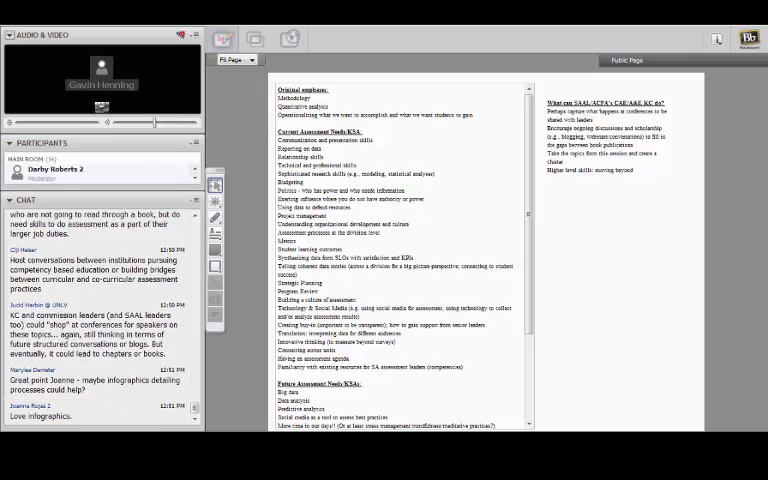 AUDIO & VIDEO
Gavin Henning
PARTICIPANTS
MAIN ROOM (34)
Darby Roberts 2
Moderator
CHAT
who are not going to read through a book, but do
need skills to do assessment as a part of their
larger job duties.
Ciji Heiser 12:50 PM
Host conversations between institutions pursuing
competency based education or building bridges
between curricular and co-curricular assessment
practices
Judd Harbin @ UNLV 12:50 PM
KC and commission leaders (and SAAL leaders
too) could "shop" at conferences for speakers on
these topics... again, still thinking in terms of
future structured conversations or blogs. But
eventually, it could lead to chapters or books.
Marylee Demeter 12:51 PM
Great point Joanne - maybe infographics detailing
processes could help?
Joanna Rojas 2 12:51 PM
Love infographics.
Fit Page
Public Page
Bb
Original emphases:
Methodology
Quantitative analysis
Operationalizing what we want to accomplish and what we want students to gain
Current Assessment Needs/KSA:
Communication and presentation skills
Reporting on data
Relationship skills
Technical and professional skills
Sophisticated research skills (e.g., modeling, statistical analyses)
Budgeting
Politics - who has power and who needs information
Exerting influence where you do not have authority or power
Using data to defend resources
Project management
Understanding organizational development and culture
Assessment processes at the division level
Metrics
Student learning outcomes
Synthesizing data from SLOs with satisfaction and KPIs
Telling coherent data stories (across a division for a big picture perspective; connecting to student
success)
Strategic Planning
Program Review
Building a culture of assessment
Technology & Social Media (e.g. using social media for assessment, using technology to collect
and/or analyze assessment results)
Creating buy-in (important to be transparent); how to gain support from senior leaders
Translation: interpreting data for different audiences
Innovative thinking (to measure beyond surveys)
Connecting across units
Having an assessment agenda
Familiarity with existing resources for SA assessment leaders (competencies)
Future Assessment Needs/KSAs:
Big data
Data analysis
Predictive analytics
Social media as a tool to assess best practices
More time in our days!! (Or at least stress management/mindfulness/meditative practices?)
What can SAAL/ACPA's CAE/A&E KC do?
Perhaps capture what happens at conferences to be
shared with leaders
Encourage ongoing discussions and scholarship
(e.g., blogging, webinars/conversations) to fill in
the gaps between book publications
Take the topics from this session and create a
cluster
Higher level skills: moving beyond